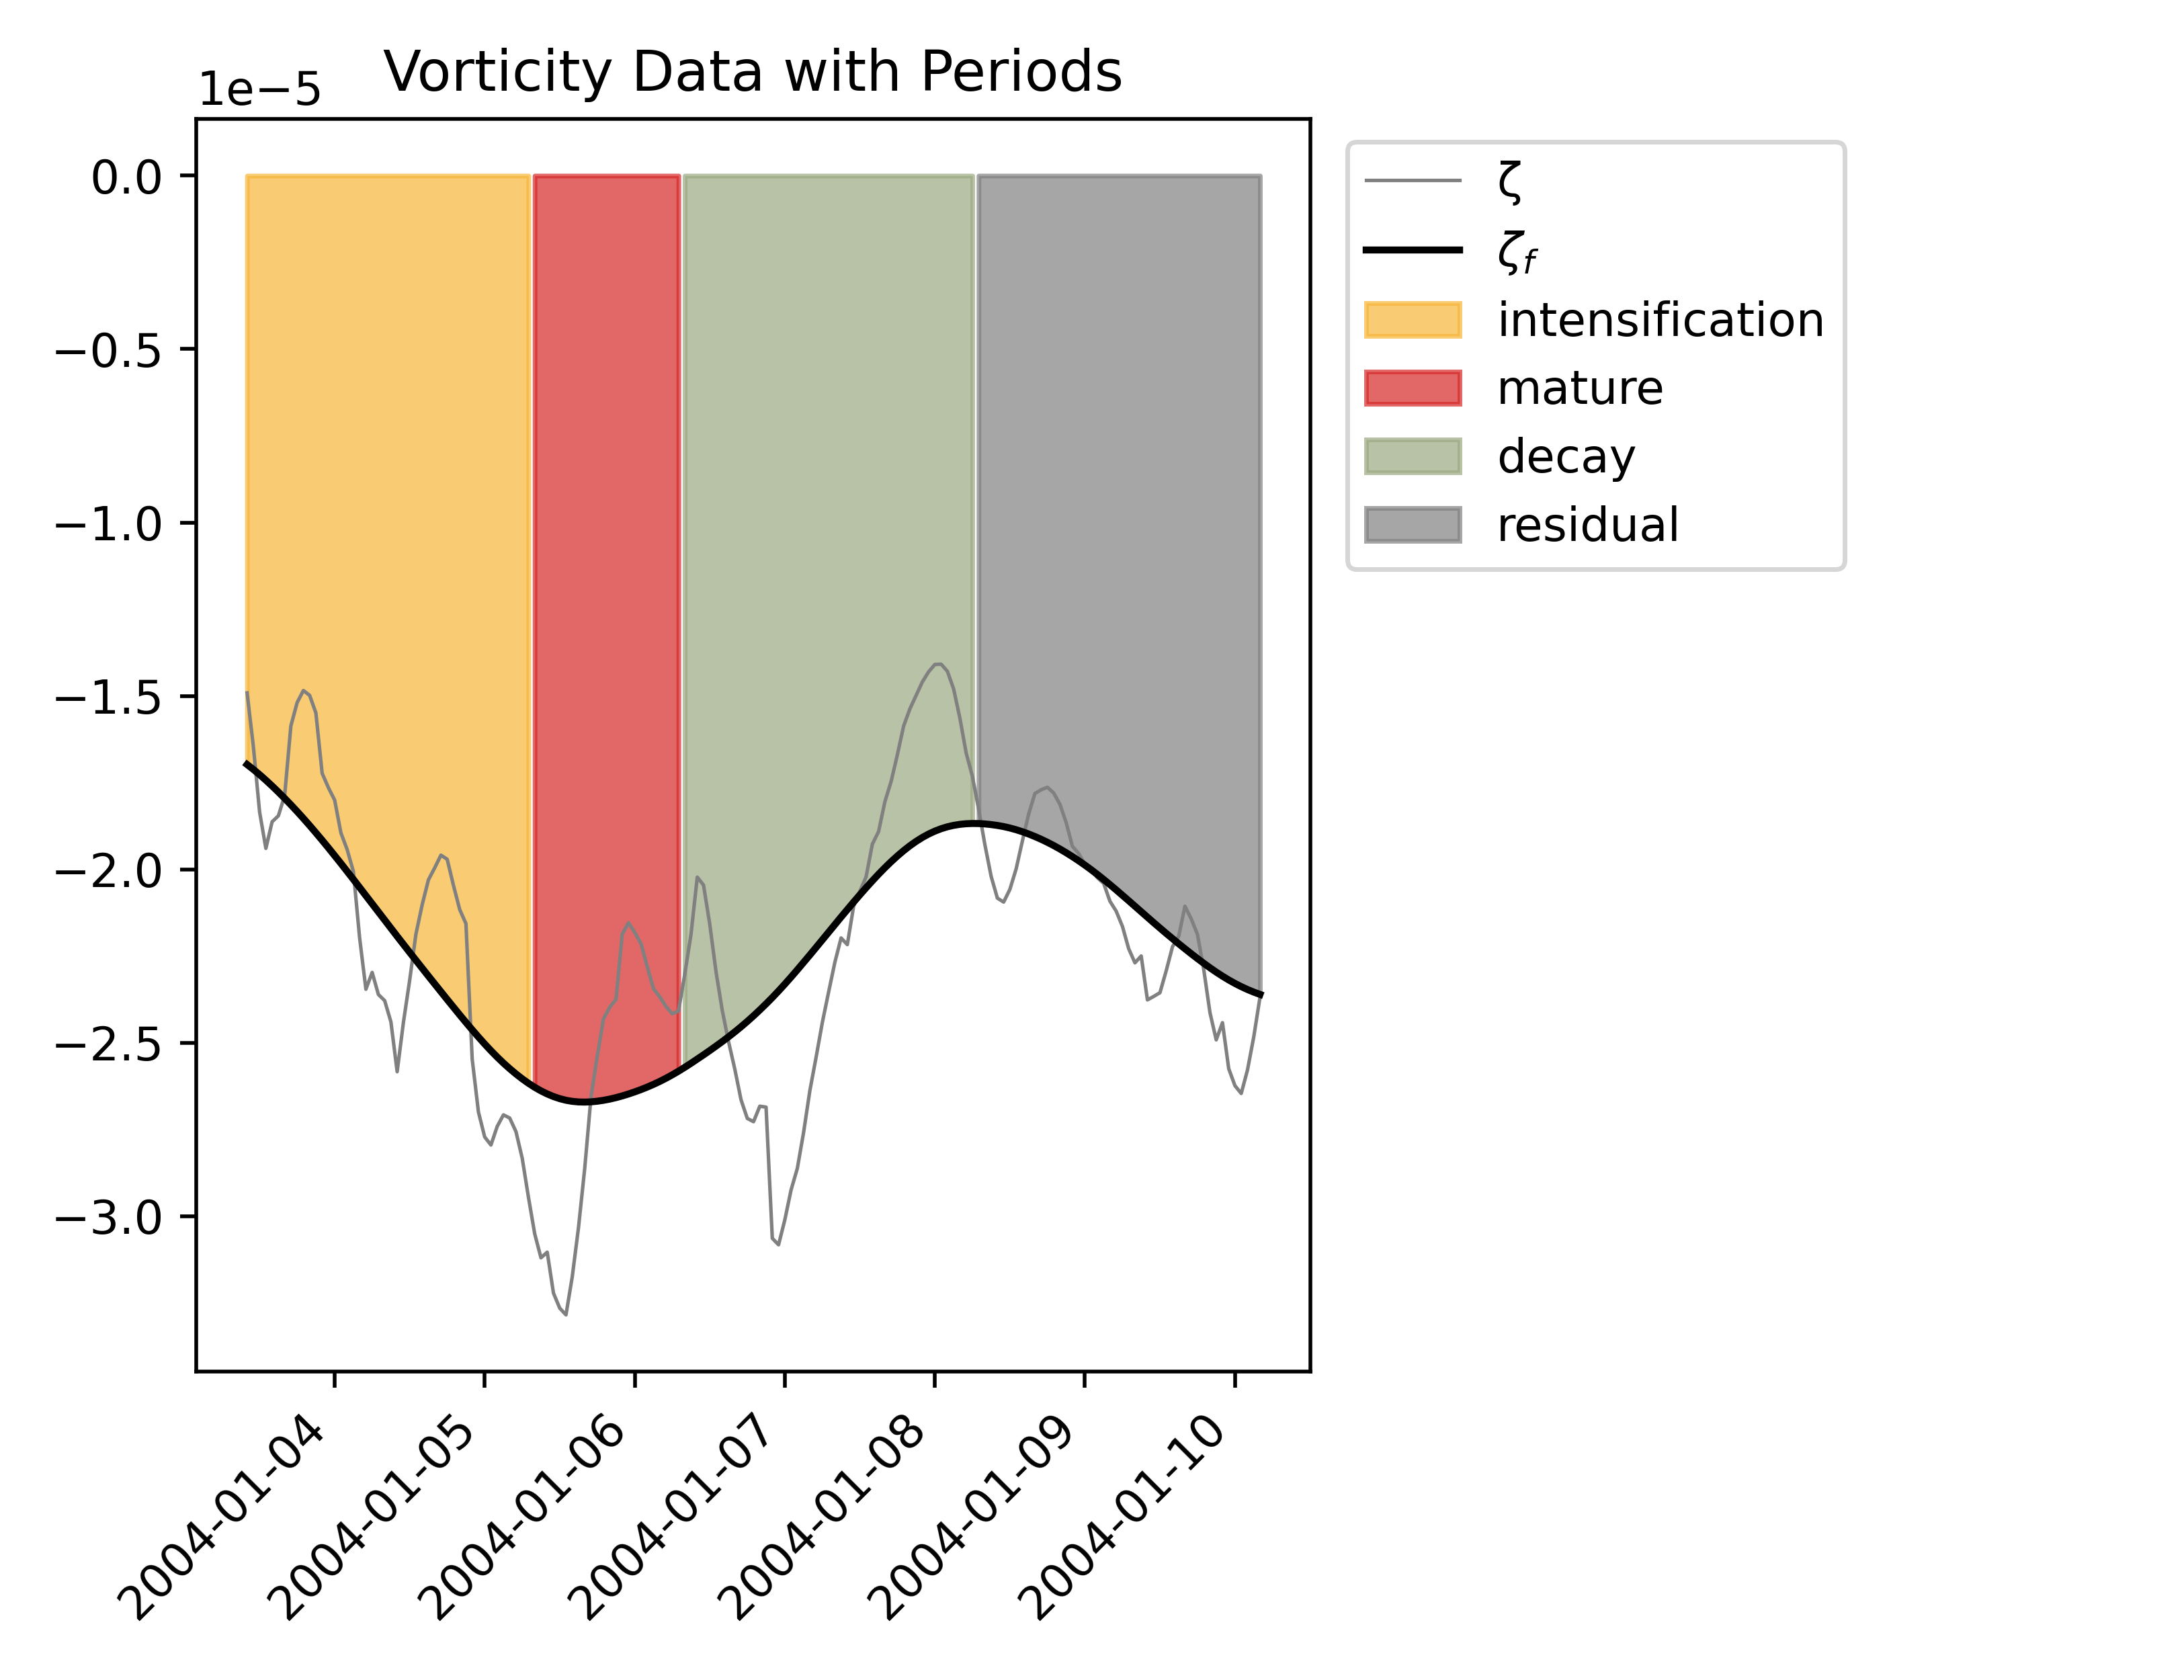 Vorticity Data with Periods
1e−5
0.0
−0.5
−1.0
−1.5
−2.0
−2.5
−3.0
2004-01-04
2004-01-05
2004-01-06
2004-01-07
2004-01-08
2004-01-09
2004-01-10
ζ
ζf
intensification
mature
decay
residual